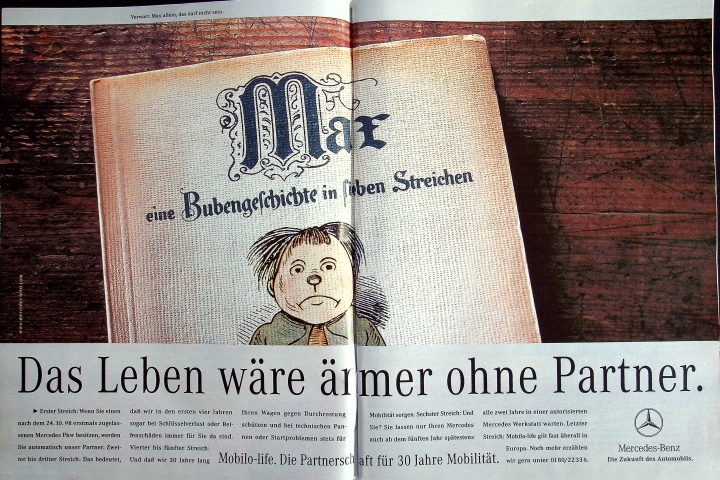 Vorwort: Max allein, das darf nicht sein.
Max
eine Bubengeschichte in sieben Streichen
www.mercedes-benz.com
Das Leben wäre ärmer ohne Partner.
► Erster Streich: Wenn Sie einen
nach dem 24. 10. 98 erstmals zugelas-
senen Mercedes Pkw besitzen, werden
Sie automatisch unser Partner. Zwei-
ter bis dritter Streich: Das bedeutet,
daß wir in den ersten vier Jahren
sogar bei Schlüsselverlust oder Rei-
fenschäden immer für Sie da sind.
Vierter bis fünfter Streich:
Und daß wir 30 Jahre lang
Ihren Wagen gegen Durchrostung
schützen und bei technischen Pan-
nen oder Startproblemen stets für
Mobilität sorgen. Sechster Streich: Und
Sie? Sie lassen nur Ihren Mercedes
auch ab dem fünften Jahr spätestens
alle zwei Jahre in einer autorisierten
Mercedes Werkstatt warten. Letzter
Streich: Mobilo-life gilt fast überall in
Europa. Noch mehr erzählen
wir gern unter 0180/22336.
Mobilo-life. Die Partnerschaft für 30 Jahre Mobilität.
Mercedes-Benz
Die Zukunft des Automobils.